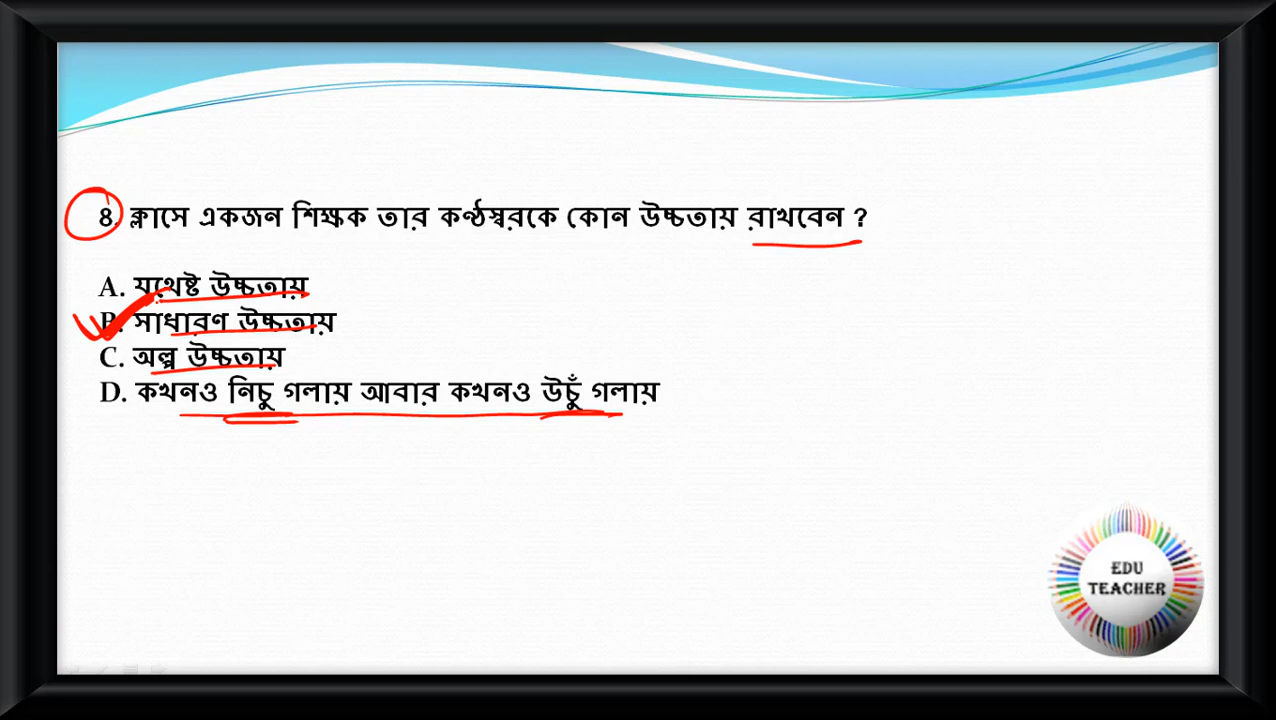 8. ক্লাসে একজন শিক্ষক তার কণ্ঠস্বরকে কোন উচ্চতায় রাখবেন ?
A. যথেষ্ট উচ্চতায়
B. সাধারণ উচ্চতায়
C. অল্প উচ্চতায়
D. কখনও নিচু গলায় আবার কখনও উচুঁ গলায়
EDU
TEACHER